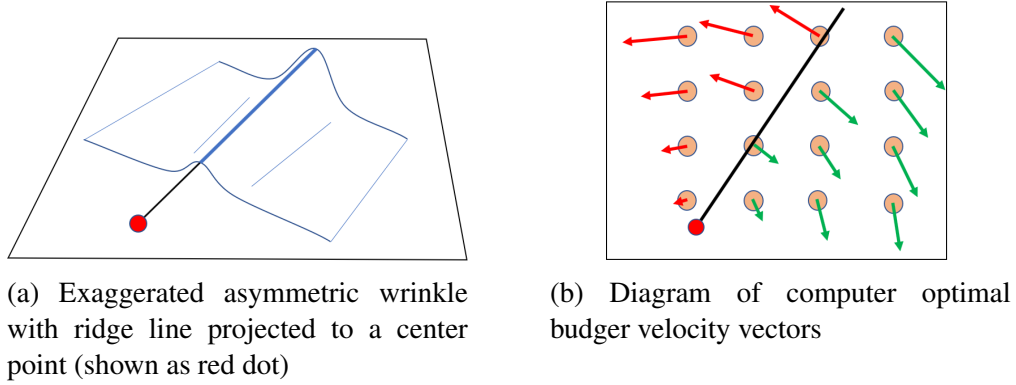 (a) Exaggerated asymmetric wrinkle
with ridge line projected to a center
point (shown as red dot)
(b) Diagram of computer optimal
budger velocity vectors